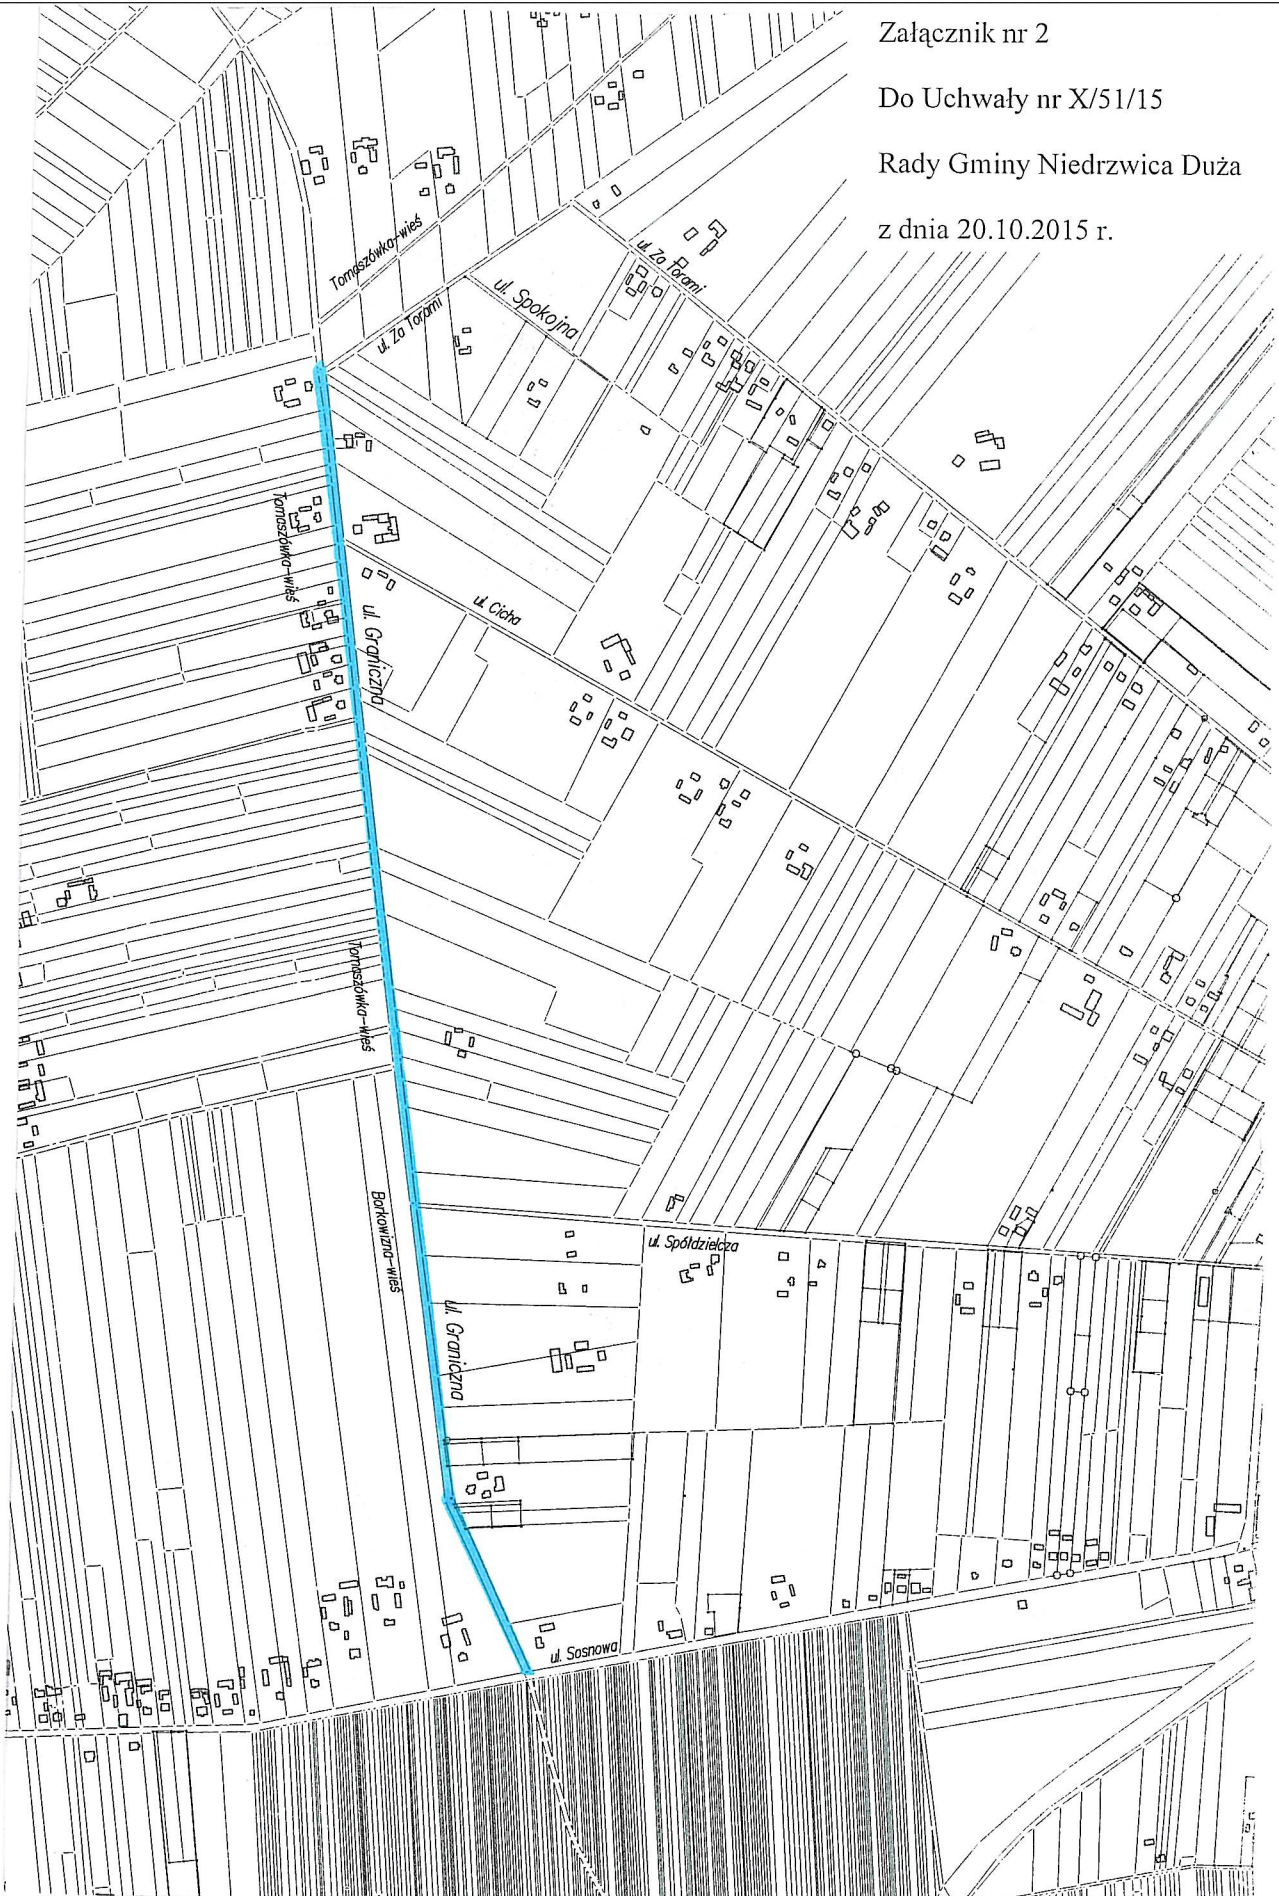 Załącznik nr 2
Do Uchwały nr X/51/15
Rady Gminy Niedrzwica Duża
z dnia 20.10.2015 r.
Tomaszówka-wieś
ul. Za Torami
ul. Za Torami
ul. Spokojna
Tomaszówka-wieś
ul. Cicha
ul. Graniczna
Tomaszówka-wieś
Borkowizna-wieś
ul. Spółdzielcza
ul. Graniczna
ul. Sosnowa